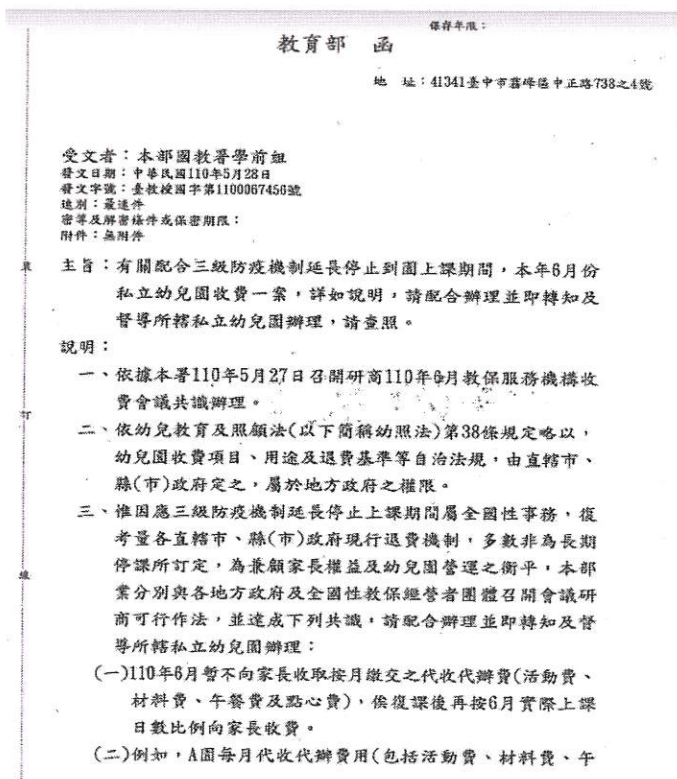 保存年限：
教育部　函
地　址：41341臺中市霧峰區中正路738之4號
受文者：本部國教署學前組
發文日期：中華民國110年5月28日
發文字號：臺教授國字第1100067456號
速別：最速件
密等及解密條件或保密期限：
附件：無附件
主旨：有關配合三級防疫機制延長停止到園上課期間，本年6月份
私立幼兒園收費一案，詳如說明，請配合辦理並即轉知及
督導所轄私立幼兒園辦理，請查照。
說明：
一、依據本署110年5月27日召開研商110年6月教保服務機構收
費會議共識辦理。
二、依幼兒教育及照顧法(以下簡稱幼照法)第38條規定略以，
幼兒園收費項目、用途及退費基準等自治法規，由直轄市、
縣(市)政府定之，屬於地方政府之權限。
三、惟因應三級防疫機制延長停止上課期間屬全國性事務，復
考量各直轄市、縣(市)政府現行退費機制，多數非為長期
停課所訂定，為兼顧家長權益及幼兒園營運之衡平，本部
業分別與各地方政府及全國性教保經營者團體召開會議研
商可行作法，並達成下列共識，請配合辦理並即轉知及督
導所轄私立幼兒園辦理：
(一)110年6月暫不向家長收取按月繳交之代收代辦費(活動費、
材料費、午餐費及點心費)，俟復課後再按6月實際上課
日數比例向家長收費。
(二)例如，A園每月代收代辦費用(包括活動費、材料費、午
裝
訂
線